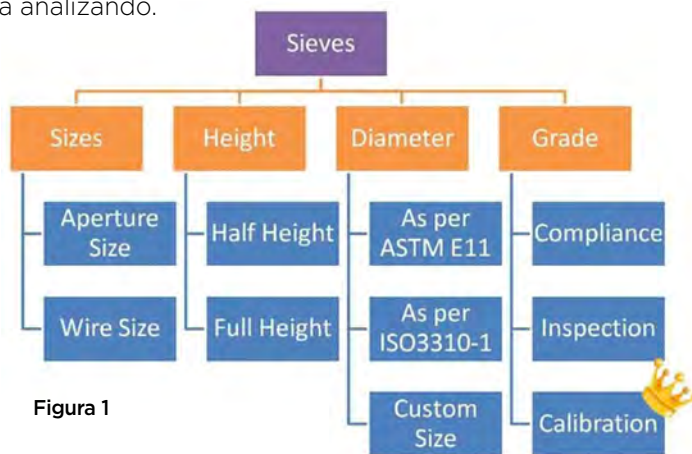 a analizando.
Sieves
Sizes
Height
Diameter
Grade
Aperture
Size
Half Height
As per
ASTM E11
Compliance
Wire Size
Full Height
As per
ISO3310-1
Inspection
Custom
Size
Calibration
Figura 1